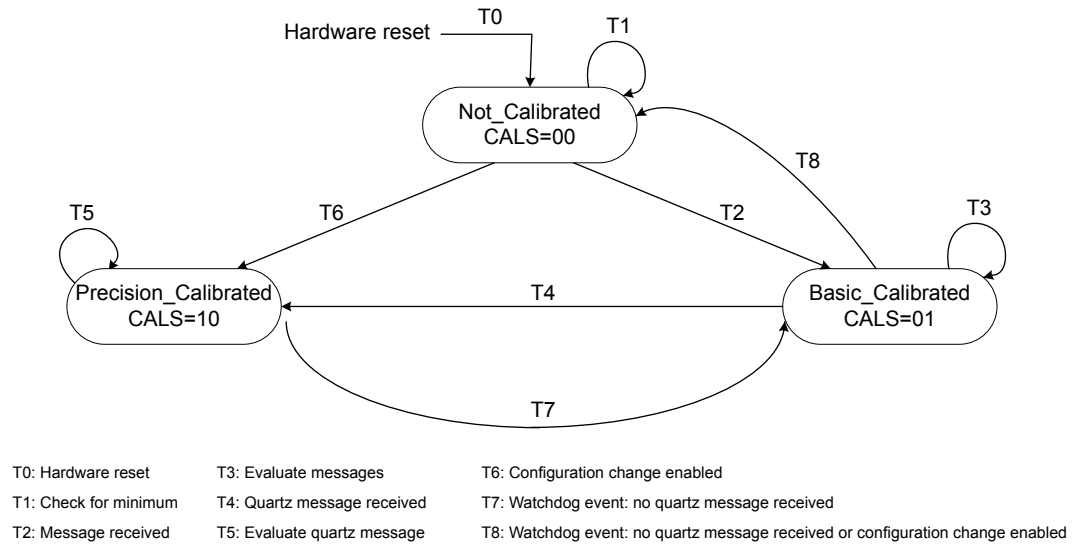 T0
Hardware reset
T1
Not_Calibrated
CALS=00
T8
T6
T2
T5
T3
Precision_Calibrated
CALS=10
T4
Basic_Calibrated
CALS=01
T7
T0: Hardware reset
T3: Evaluate messages
T6: Configuration change enabled
T1: Check for minimum
T4: Quartz message received
T7: Watchdog event: no quartz message received
T2: Message received
T5: Evaluate quartz message
T8: Watchdog event: no quartz message received or configuration change enabled